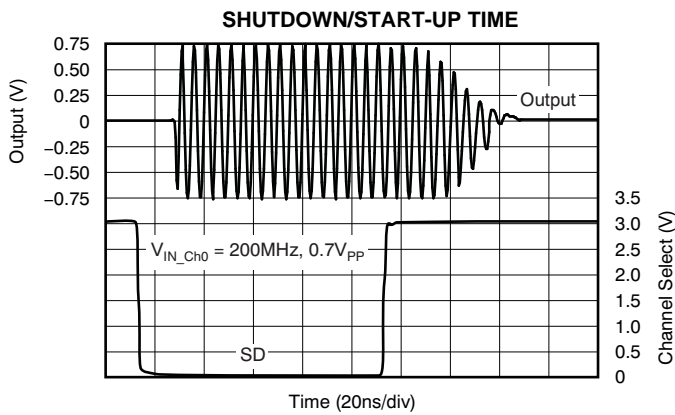 SHUTDOWN/START-UP TIME
0.75
0.50
0.25
0
−0.25
−0.50
−0.75
Output (V)
Output
3.5
3.0
2.5
2.0
1.5
1.0
0.5
0
Channel Select (V)
V_IN_Ch0 = 200MHz, 0.7V_PP
SD
Time (20ns/div)